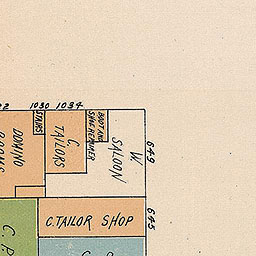 1030 1034
STAIRS
DOMINO
ROOMS
C.
TAILORS
BOOT AND
SHOE REPAIRER
W.
SALOON
649
C. TAILOR SHOP
645